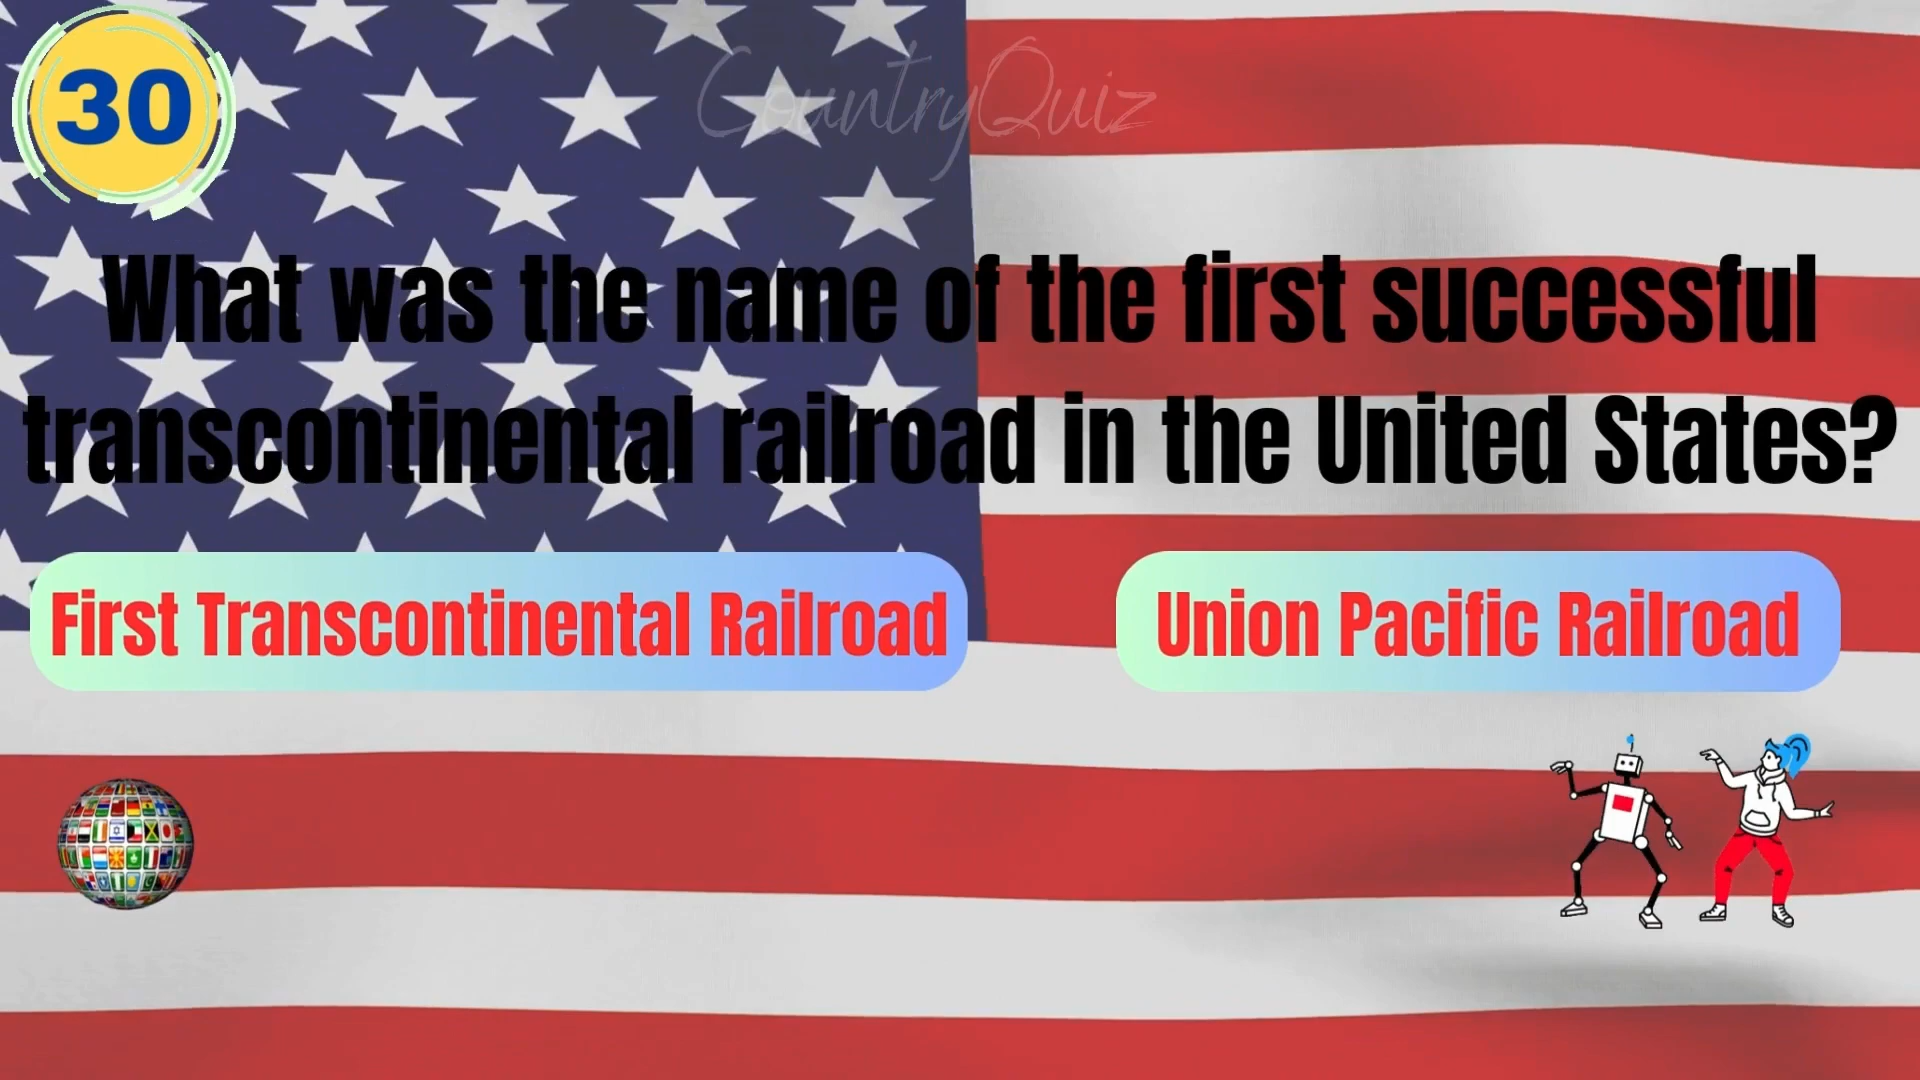 30
CountryQuiz
What was the name of the first successful
transcontinental railroad in the United States?
First Transcontinental Railroad
Union Pacific Railroad